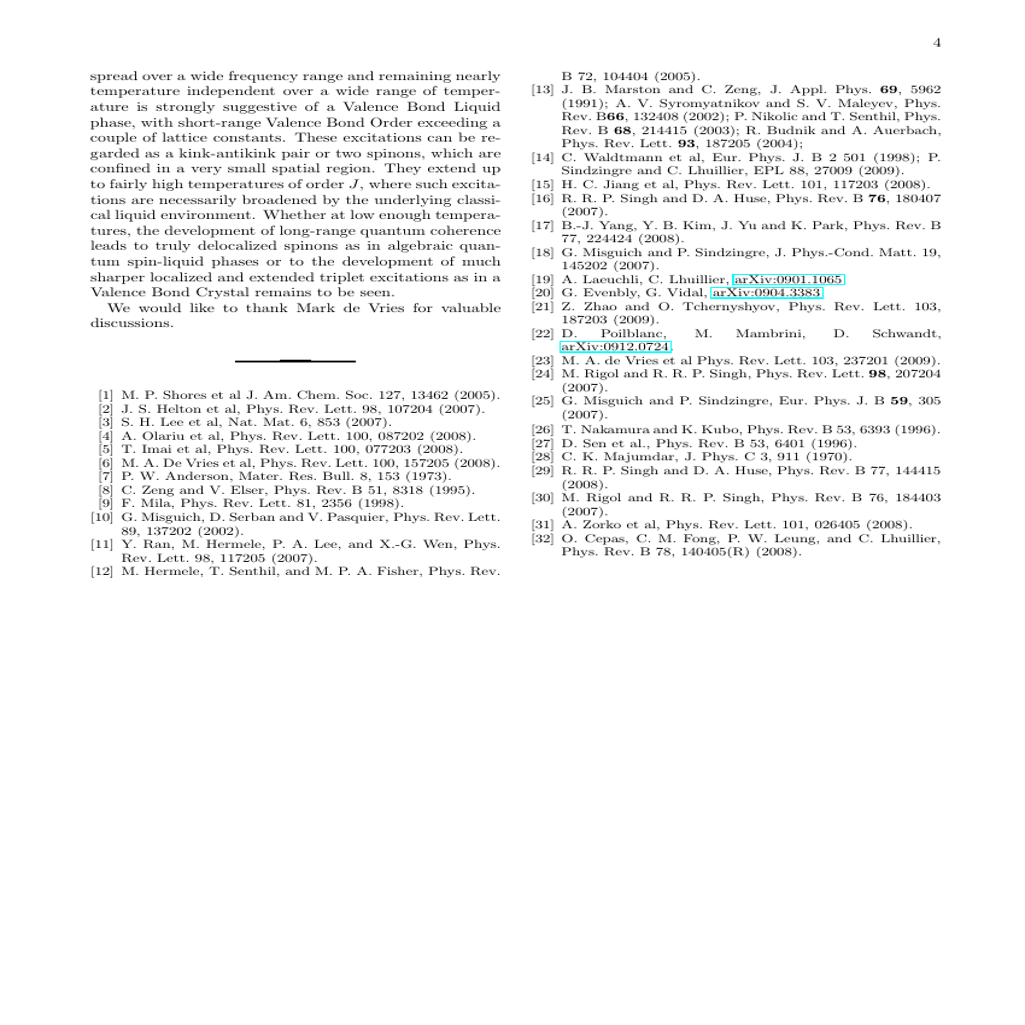 4
spread over a wide frequency range and remaining nearly
temperature independent over a wide range of temper-
ature is strongly suggestive of a Valence Bond Liquid
phase, with short-range Valence Bond Order exceeding a
couple of lattice constants. These excitations can be re-
garded as a kink-antikink pair or two spinons, which are
confined in a very small spatial region. They extend up
to fairly high temperatures of order J, where such excita-
tions are necessarily broadened by the underlying classi-
cal liquid environment. Whether at low enough tempera-
tures, the development of long-range quantum coherence
leads to truly delocalized spinons as in algebraic quan-
tum spin-liquid phases or to the development of much
sharper localized and extended triplet excitations as in a
Valence Bond Crystal remains to be seen.
We would like to thank Mark de Vries for valuable
discussions.
[1] M. P. Shores et al J. Am. Chem. Soc. 127, 13462 (2005).
[2] J. S. Helton et al, Phys. Rev. Lett. 98, 107204 (2007).
[3] S. H. Lee et al, Nat. Mat. 6, 853 (2007).
[4] A. Olariu et al, Phys. Rev. Lett. 100, 087202 (2008).
[5] T. Imai et al, Phys. Rev. Lett. 100, 077203 (2008).
[6] M. A. De Vries et al, Phys. Rev. Lett. 100, 157205 (2008).
[7] P. W. Anderson, Mater. Res. Bull. 8, 153 (1973).
[8] C. Zeng and V. Elser, Phys. Rev. B 51, 8318 (1995).
[9] F. Mila, Phys. Rev. Lett. 81, 2356 (1998).
[10] G. Misguich, D. Serban and V. Pasquier, Phys. Rev. Lett.
89, 137202 (2002).
[11] Y. Ran, M. Hermele, P. A. Lee, and X.-G. Wen, Phys.
Rev. Lett. 98, 117205 (2007).
[12] M. Hermele, T. Senthil, and M. P. A. Fisher, Phys. Rev.
B 72, 104404 (2005).
[13] J. B. Marston and C. Zeng, J. Appl. Phys. 69, 5962
(1991); A. V. Syromyatnikov and S. V. Maleyev, Phys.
Rev. B66, 132408 (2002); P. Nikolic and T. Senthil, Phys.
Rev. B 68, 214415 (2003); R. Budnik and A. Auerbach,
Phys. Rev. Lett. 93, 187205 (2004);
[14] C. Waldtmann et al, Eur. Phys. J. B 2 501 (1998); P.
Sindzingre and C. Lhuillier, EPL 88, 27009 (2009).
[15] H. C. Jiang et al, Phys. Rev. Lett. 101, 117203 (2008).
[16] R. R. P. Singh and D. A. Huse, Phys. Rev. B 76, 180407
(2007).
[17] B.-J. Yang, Y. B. Kim, J. Yu and K. Park, Phys. Rev. B
77, 224424 (2008).
[18] G. Misguich and P. Sindzingre, J. Phys.-Cond. Matt. 19,
145202 (2007).
[19] A. Laeuchli, C. Lhuillier, arXiv:0901.1065
[20] G. Evenbly, G. Vidal, arXiv:0904.3383
[21] Z. Zhao and O. Tchernyshyov, Phys. Rev. Lett. 103,
187203 (2009).
[22] D. Poilblanc, M. Mambrini, D. Schwandt,
arXiv:0912.0724.
[23] M. A. de Vries et al Phys. Rev. Lett. 103, 237201 (2009).
[24] M. Rigol and R. R. P. Singh, Phys. Rev. Lett. 98, 207204
(2007).
[25] G. Misguich and P. Sindzingre, Eur. Phys. J. B 59, 305
(2007).
[26] T. Nakamura and K. Kubo, Phys. Rev. B 53, 6393 (1996).
[27] D. Sen et al., Phys. Rev. B 53, 6401 (1996).
[28] C. K. Majumdar, J. Phys. C 3, 911 (1970).
[29] R. R. P. Singh and D. A. Huse, Phys. Rev. B 77, 144415
(2008).
[30] M. Rigol and R. R. P. Singh, Phys. Rev. B 76, 184403
(2007).
[31] A. Zorko et al, Phys. Rev. Lett. 101, 026405 (2008).
[32] O. Cepas, C. M. Fong, P. W. Leung, and C. Lhuillier,
Phys. Rev. B 78, 140405(R) (2008).